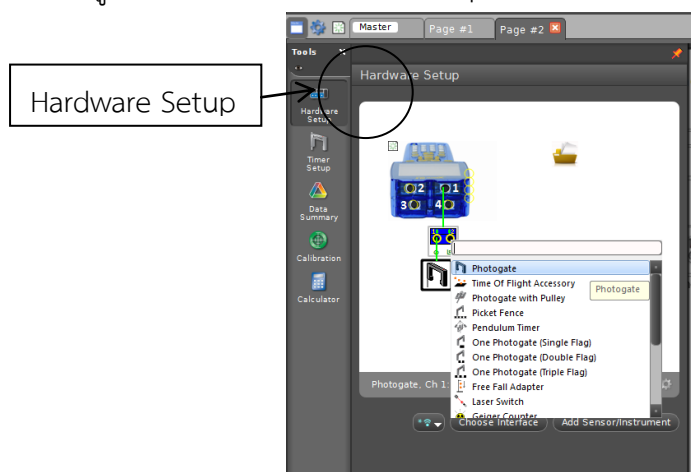 Master
Page #1
Page #2
Tools
Hardware Setup
Hardware Setup
Hardware
Setup
Timer
Setup
Data
Summary
Calibration
Calculator
2
1
3
4
Photogate
Time Of Flight Accessory
Photogate
Photogate with Pulley
Picket Fence
Pendulum Timer
One Photogate (Single Flag)
One Photogate (Double Flag)
One Photogate (Triple Flag)
Free Fall Adapter
Laser Switch
Geiger Counter
Photogate, Ch 1
Choose Interface
Add Sensor/Instrument